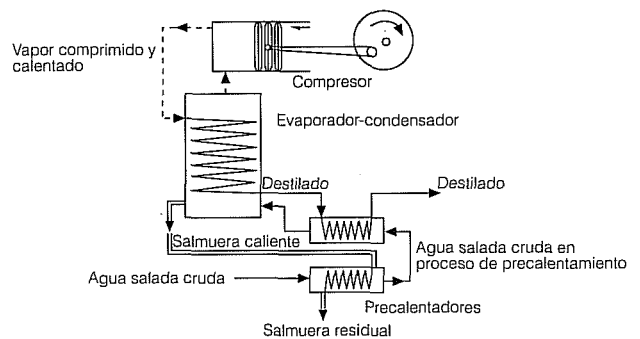 Vapor comprimido y
calentado
Compresor
Evaporador-condensador
Destilado
Destilado
Salmuera caliente
Agua salada cruda en
proceso de precalentamiento
Agua salada cruda
Precalentadores
Salmuera residual